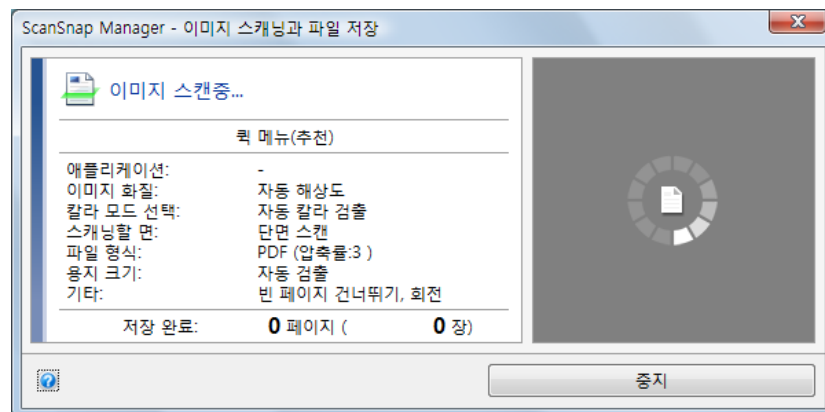 ScanSnap Manager - 이미지 스캐닝과 파일 저장
이미지 스캔중...
퀵 메뉴(추천)
애플리케이션: -
이미지 화질: 자동 해상도
칼라 모드 선택: 자동 칼라 검출
스캐닝할 면: 단면 스캔
파일 형식: PDF (압축률:3 )
용지 크기: 자동 검출
기타: 빈 페이지 건너뛰기, 회전
저장 완료: 0 페이지 ( 0 장)
중지